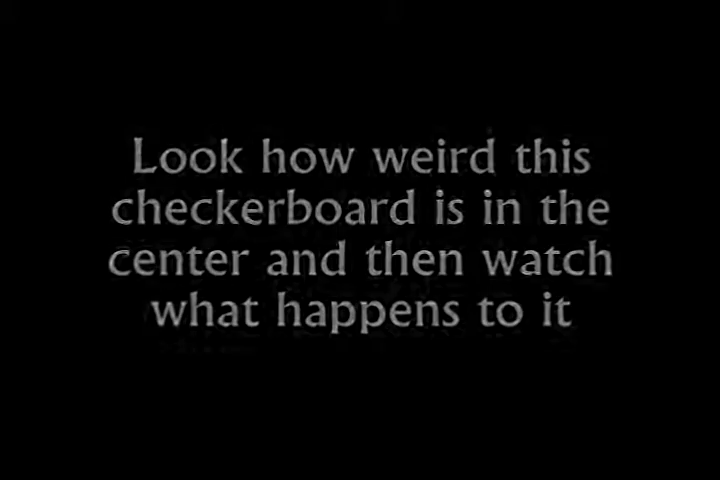 Look how weird this
checkerboard is in the
center and then watch
what happens to it